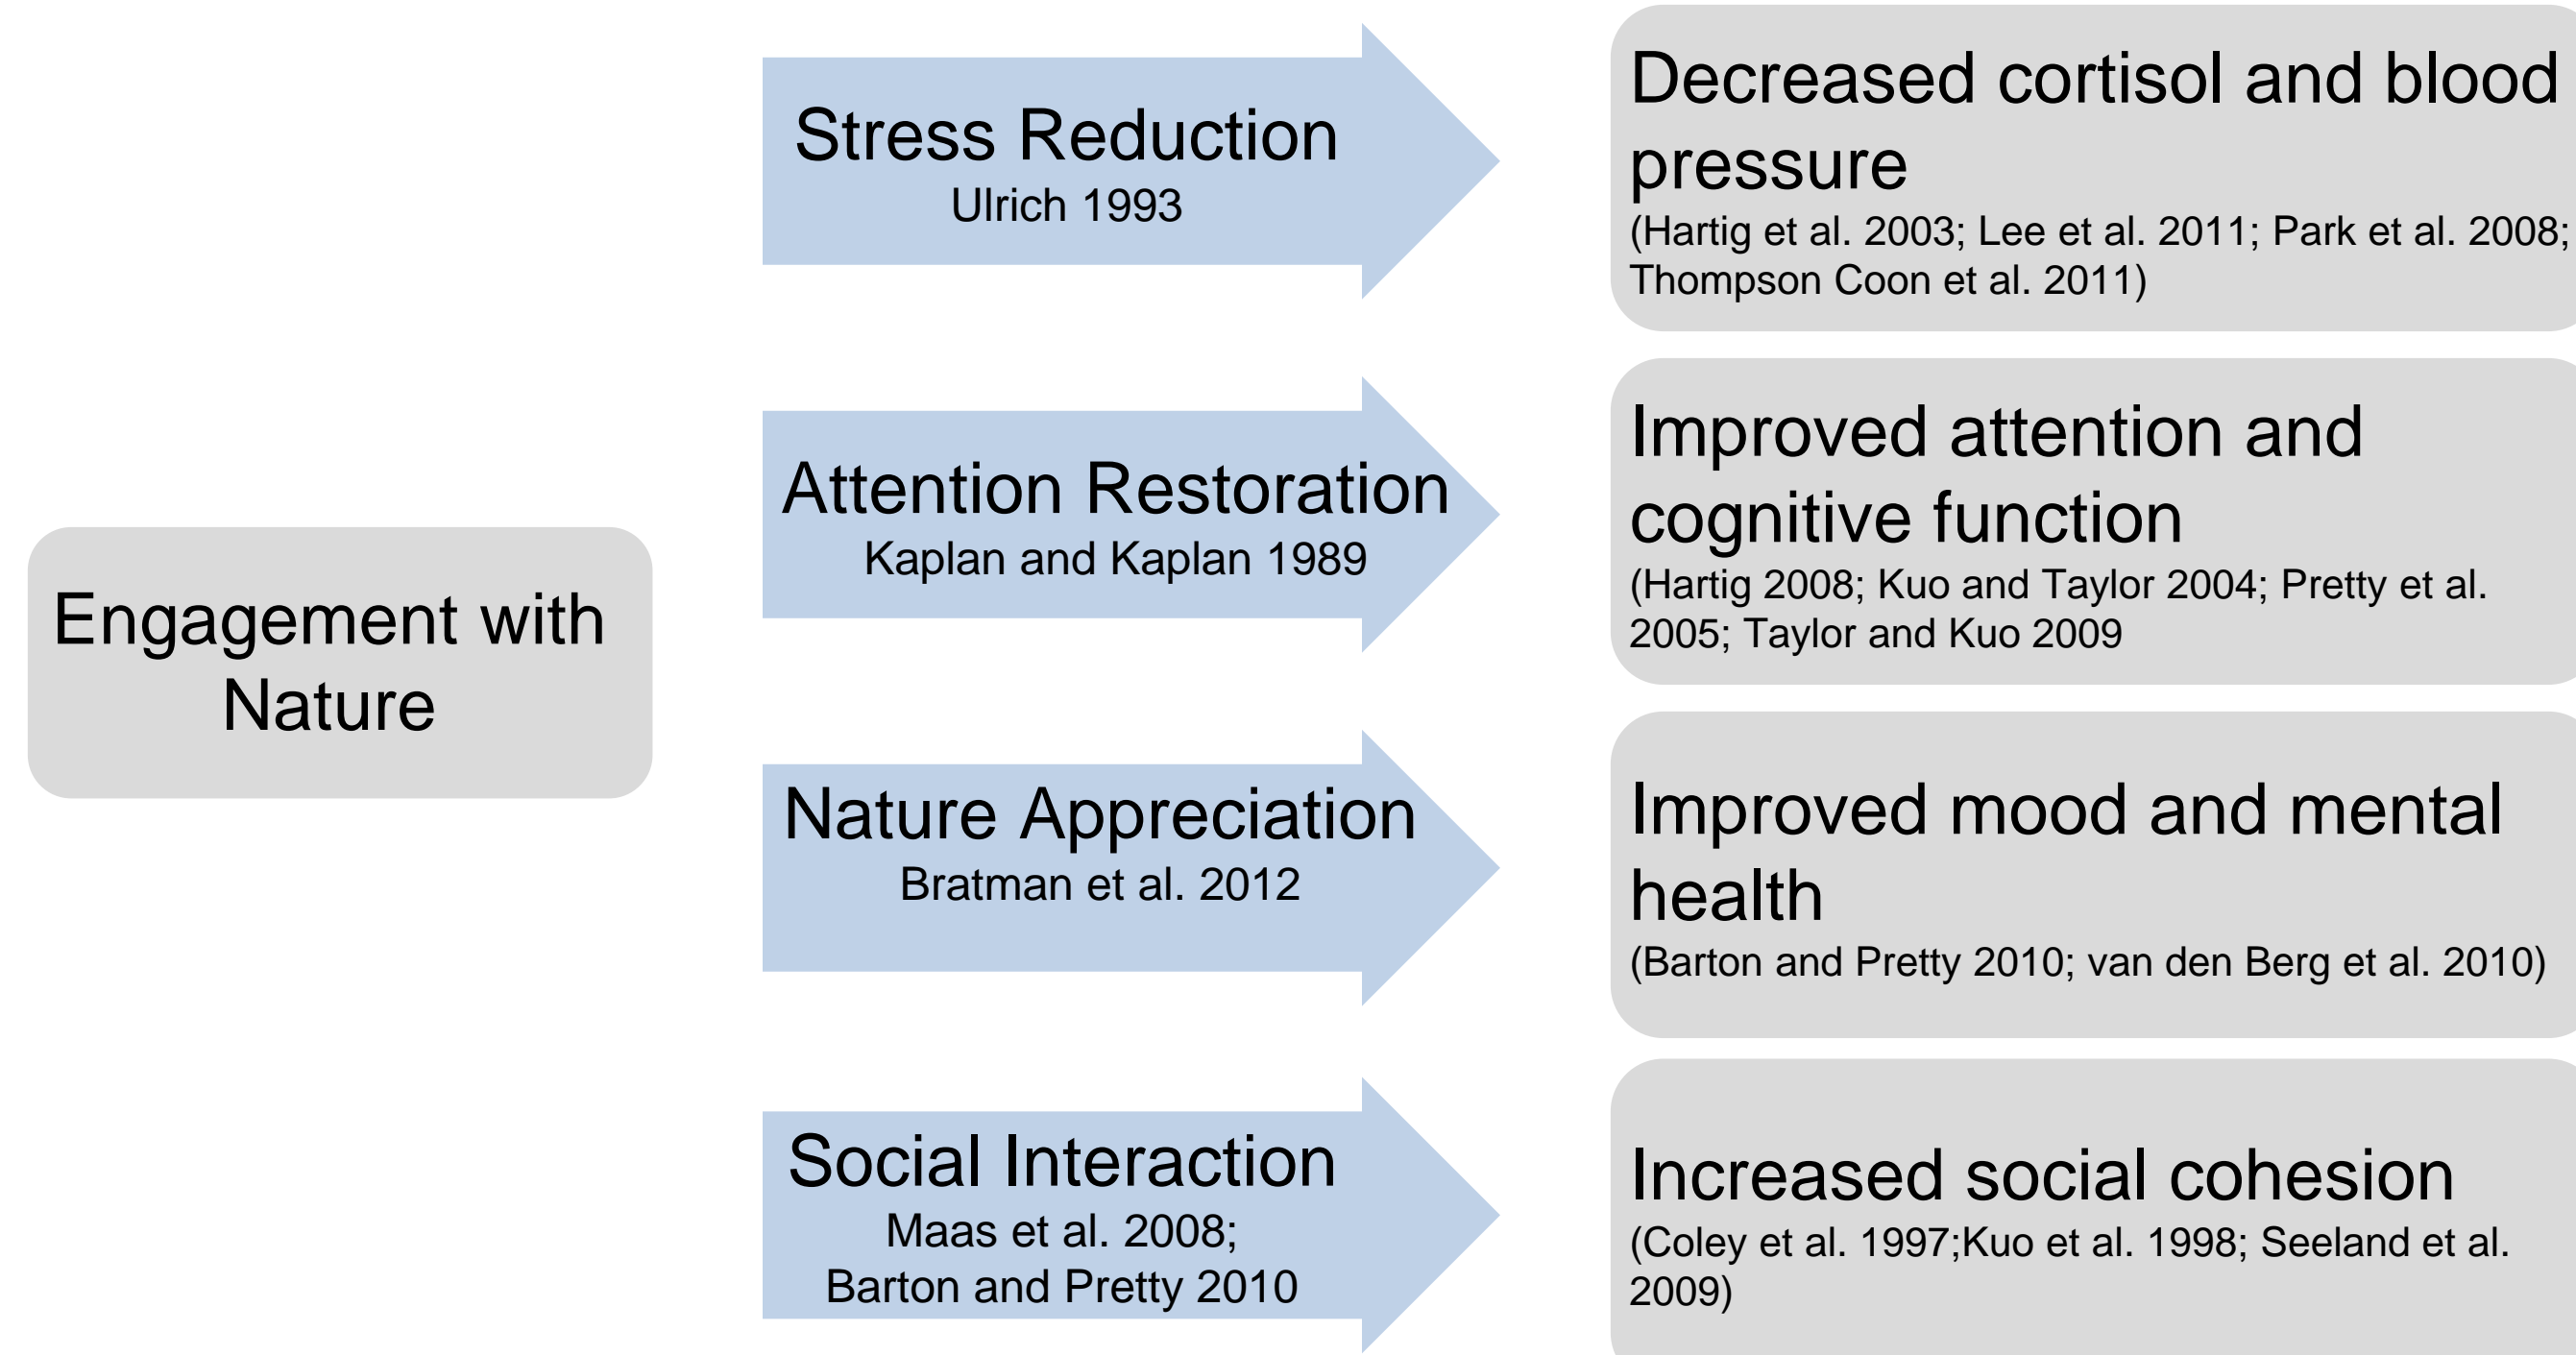 Engagement with
Nature
Stress Reduction
Ulrich 1993
Decreased cortisol and blood
pressure
(Hartig et al. 2003; Lee et al. 2011; Park et al. 2008;
Thompson Coon et al. 2011)
Attention Restoration
Kaplan and Kaplan 1989
Improved attention and
cognitive function
(Hartig 2008; Kuo and Taylor 2004; Pretty et al.
2005; Taylor and Kuo 2009
Nature Appreciation
Bratman et al. 2012
Improved mood and mental
health
(Barton and Pretty 2010; van den Berg et al. 2010)
Social Interaction
Maas et al. 2008;
Barton and Pretty 2010
Increased social cohesion
(Coley et al. 1997;Kuo et al. 1998; Seeland et al.
2009)